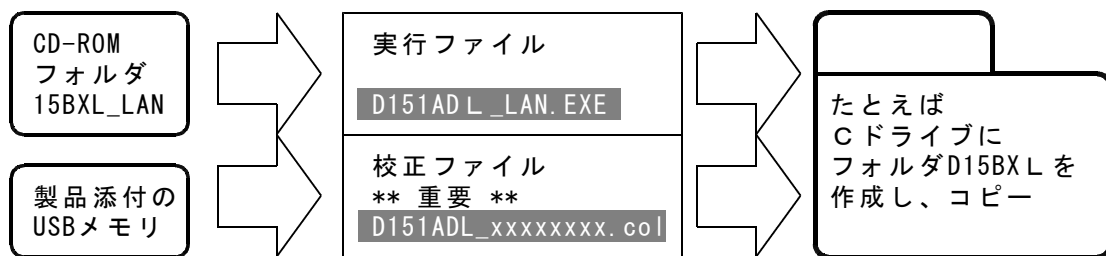 CD-ROM
フォルダ
15BXL_LAN
製品添付の
USBメモリ
実行ファイル
D151ADＬ_LAN.EXE
校正ファイル
** 重要 **
D151ADL_xxxxxxxx.col
たとえば
Ｃドライブに
フォルダD15BXＬを
作成し、コピー